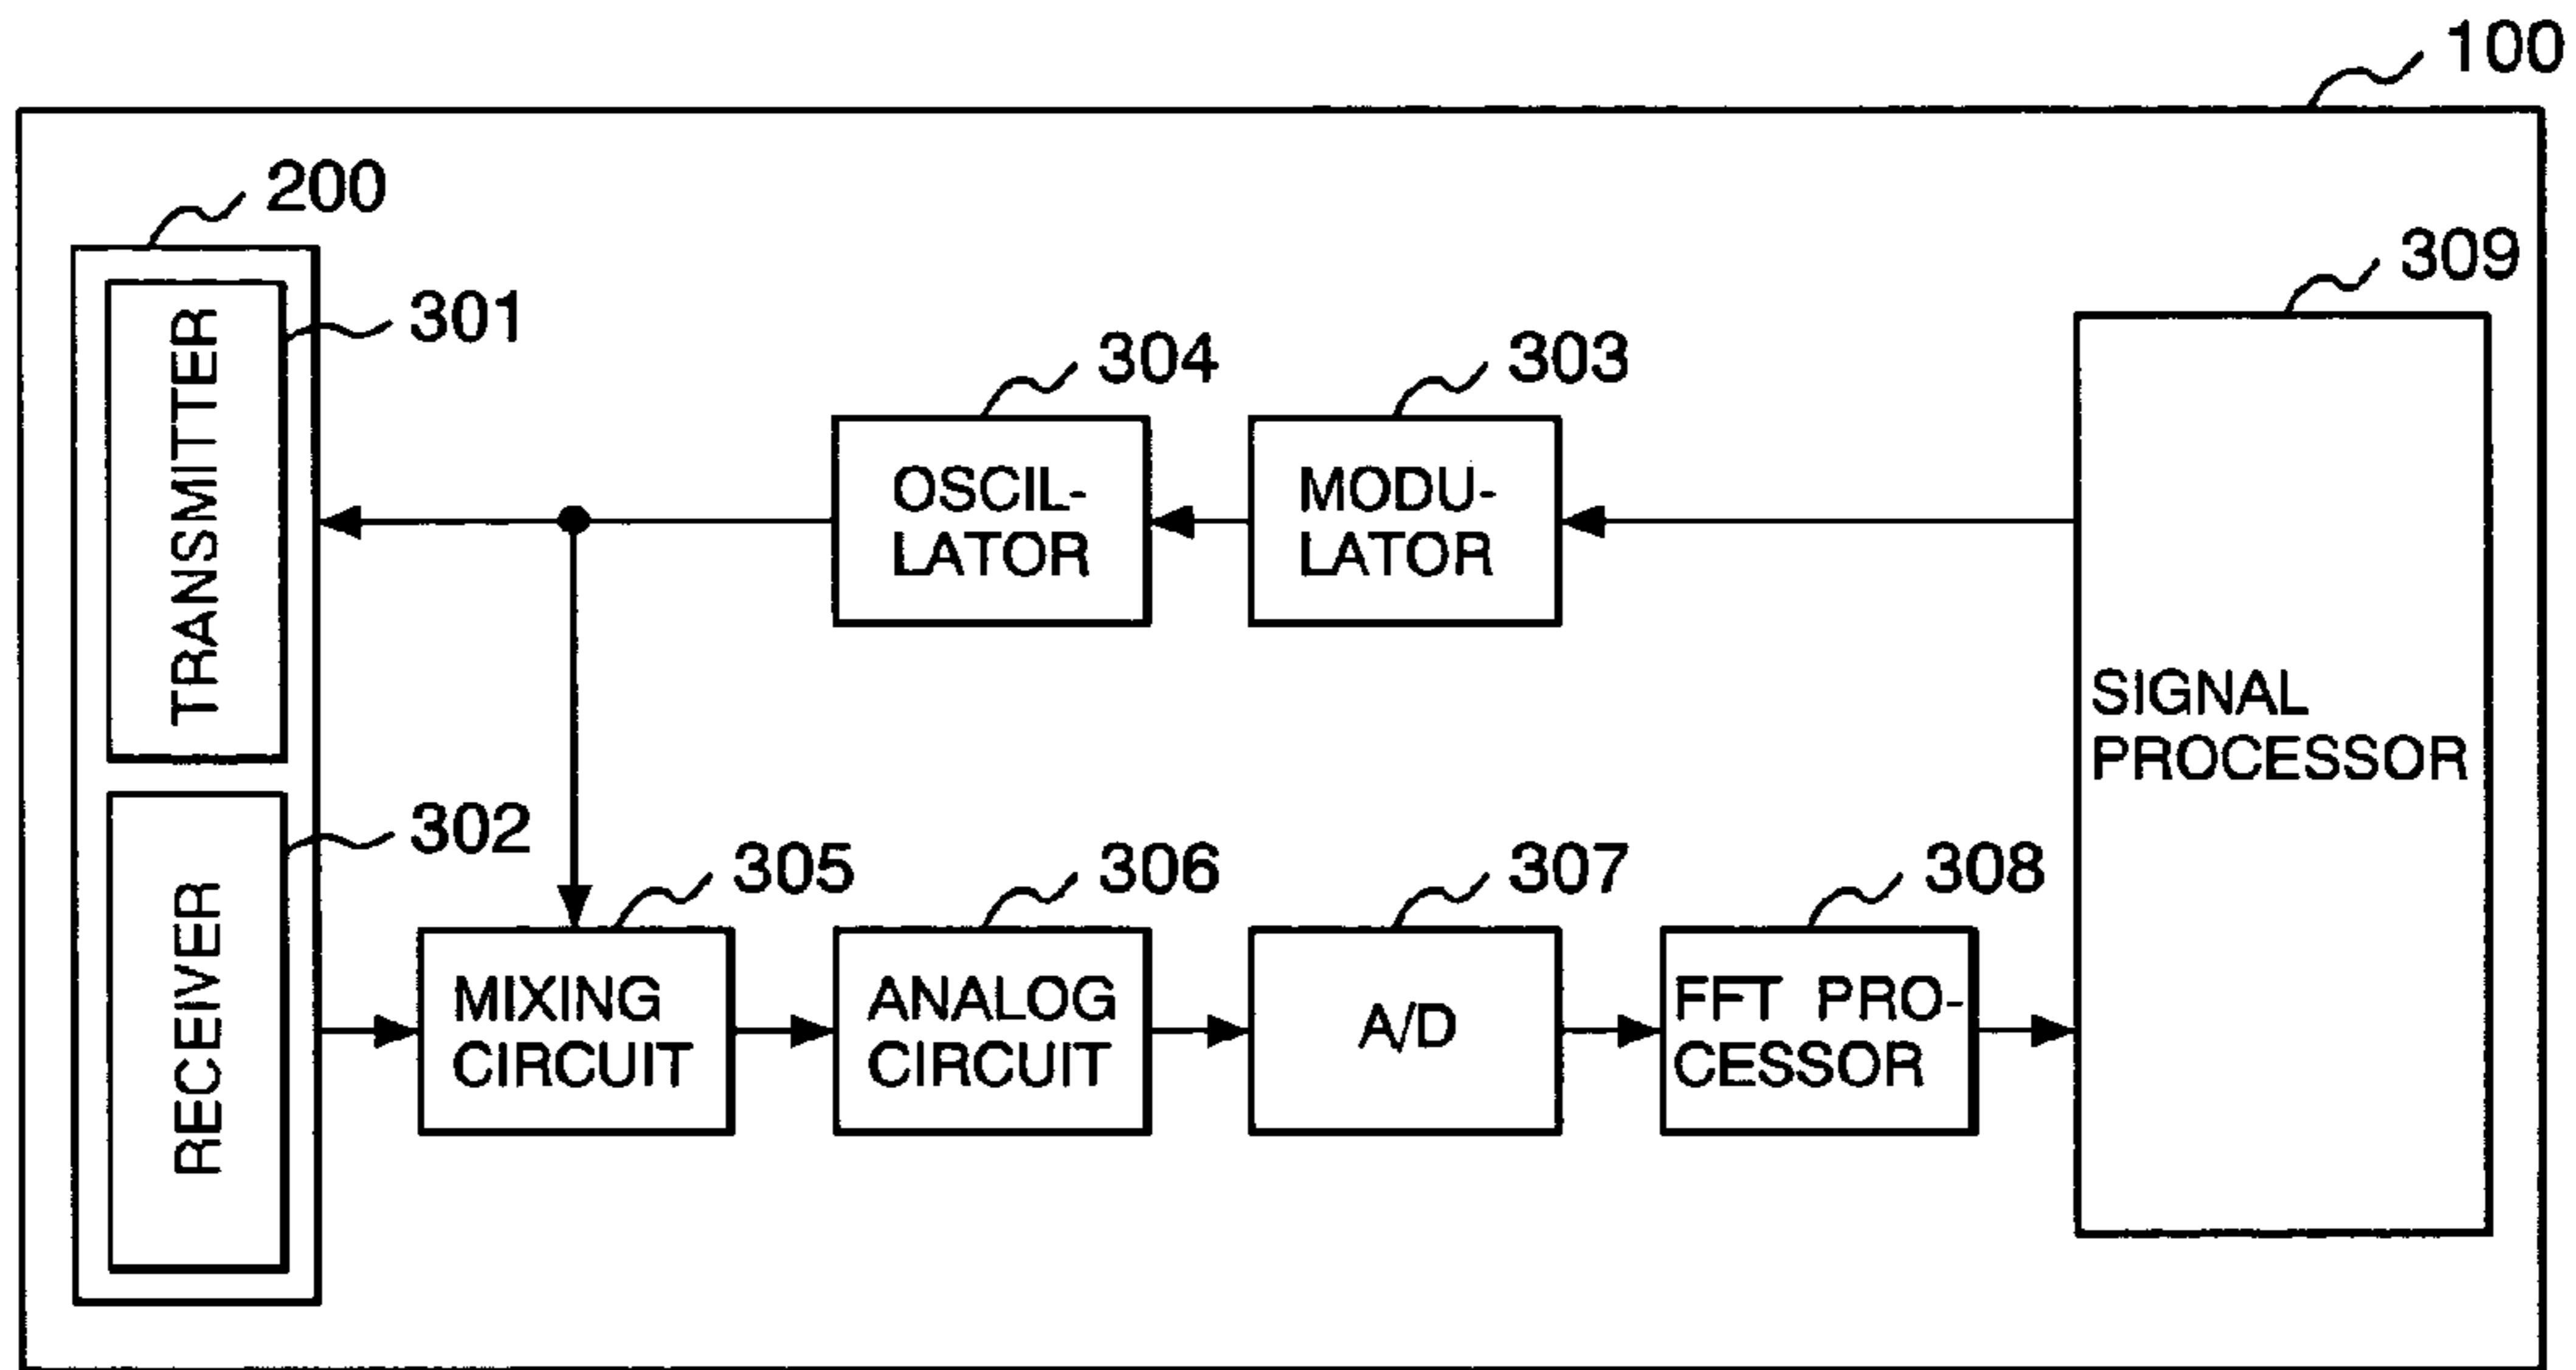 100
200
309
301
304
303
TRANSMITTER
OSCIL-
LATOR
MODU-
LATOR
SIGNAL
PROCESSOR
302
305
306
307
308
RECEIVER
MIXING
CIRCUIT
ANALOG
CIRCUIT
A/D
FFT PRO-
CESSOR